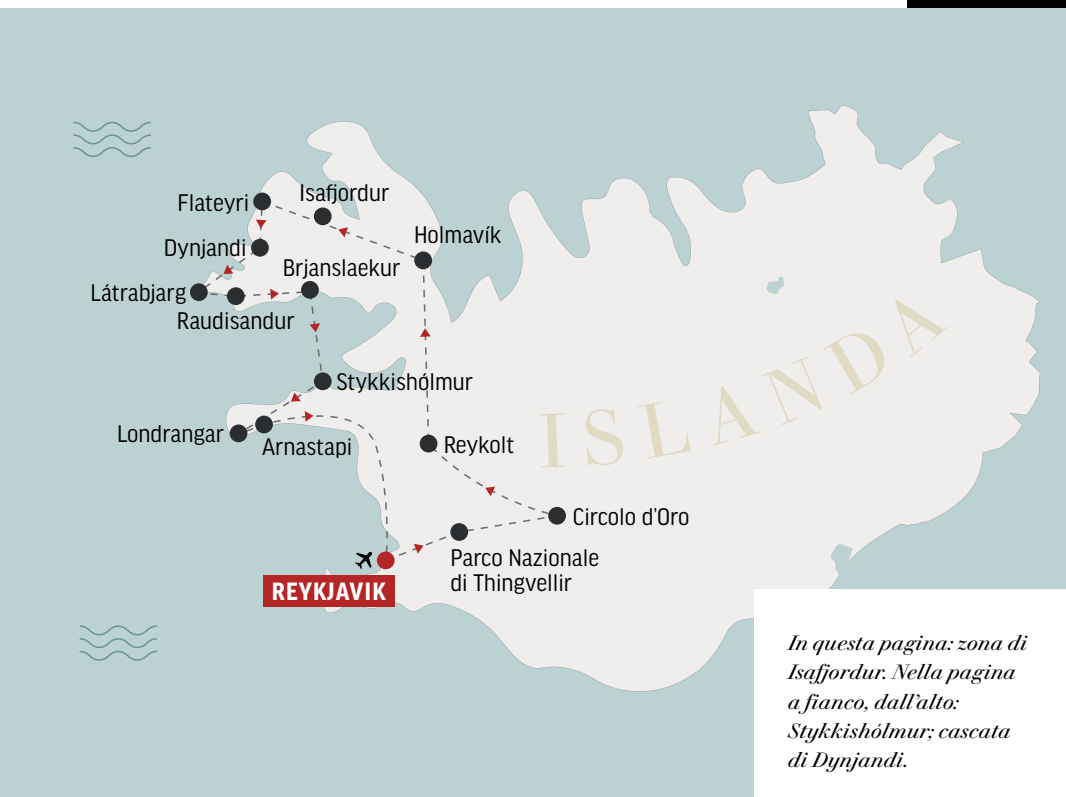 Flateyri
Isafjordur
Dynjandi
Holmavík
Brjanslaekur
Látrabjarg
Raudisandur
Stykkishólmur
Londrangar
Arnastapi
Reykolt
ISLANDA
Circolo d'Oro
Parco Nazionale
di Thingvellir
REYKJAVIK
In questa pagina: zona di
Isafjordur. Nella pagina
a fianco, dall'alto:
Stykkishólmur; cascata
di Dynjandi.